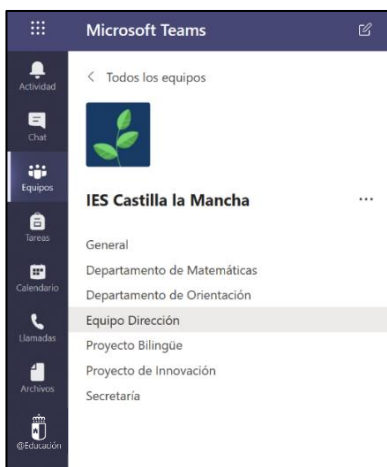 Microsoft Teams
Actividad
Chat
Equipos
Tareas
Calendario
Llamadas
Archivos
@Educación
Todos los equipos
IES Castilla la Mancha
General
Departamento de Matemáticas
Departamento de Orientación
Equipo Dirección
Proyecto Bilingüe
Proyecto de Innovación
Secretaría